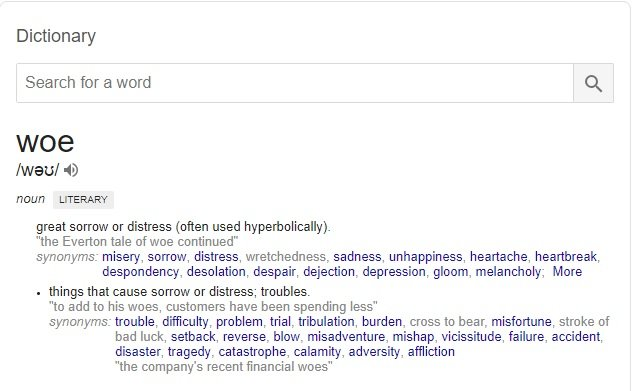 Dictionary
Search for a word
woe
/wəʊ/
noun LITERARY
great sorrow or distress (often used hyperbolically).
"the Everton tale of woe continued"
synonyms: misery, sorrow, distress, wretchedness, sadness, unhappiness, heartache, heartbreak,
despondency, desolation, despair, dejection, depression, gloom, melancholy; More
• things that cause sorrow or distress; troubles.
"to add to his woes, customers have been spending less"
synonyms: trouble, difficulty, problem, trial, tribulation, burden, cross to bear, misfortune, stroke of
bad luck, setback, reverse, blow, misadventure, mishap, vicissitude, failure, accident,
disaster, tragedy, catastrophe, calamity, adversity, affliction
"the company's recent financial woes"